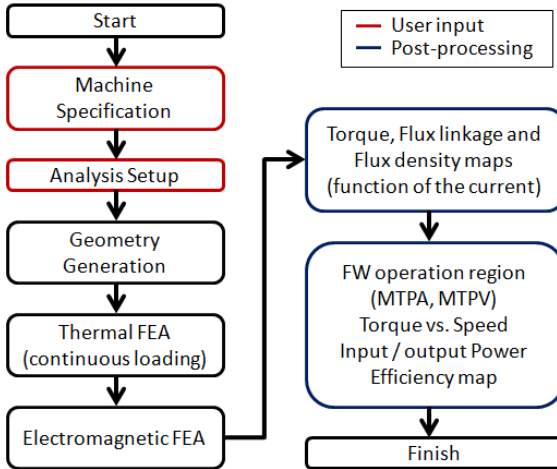 Start
Machine
Specification
Analysis Setup
Geometry
Generation
Thermal FEA
(continuous loading)
Electromagnetic FEA
User input
Post-processing
Torque, Flux linkage and
Flux density maps
(function of the current)
FW operation region
(MTPA, MTPV)
Torque vs. Speed
Input / output Power
Efficiency map
Finish